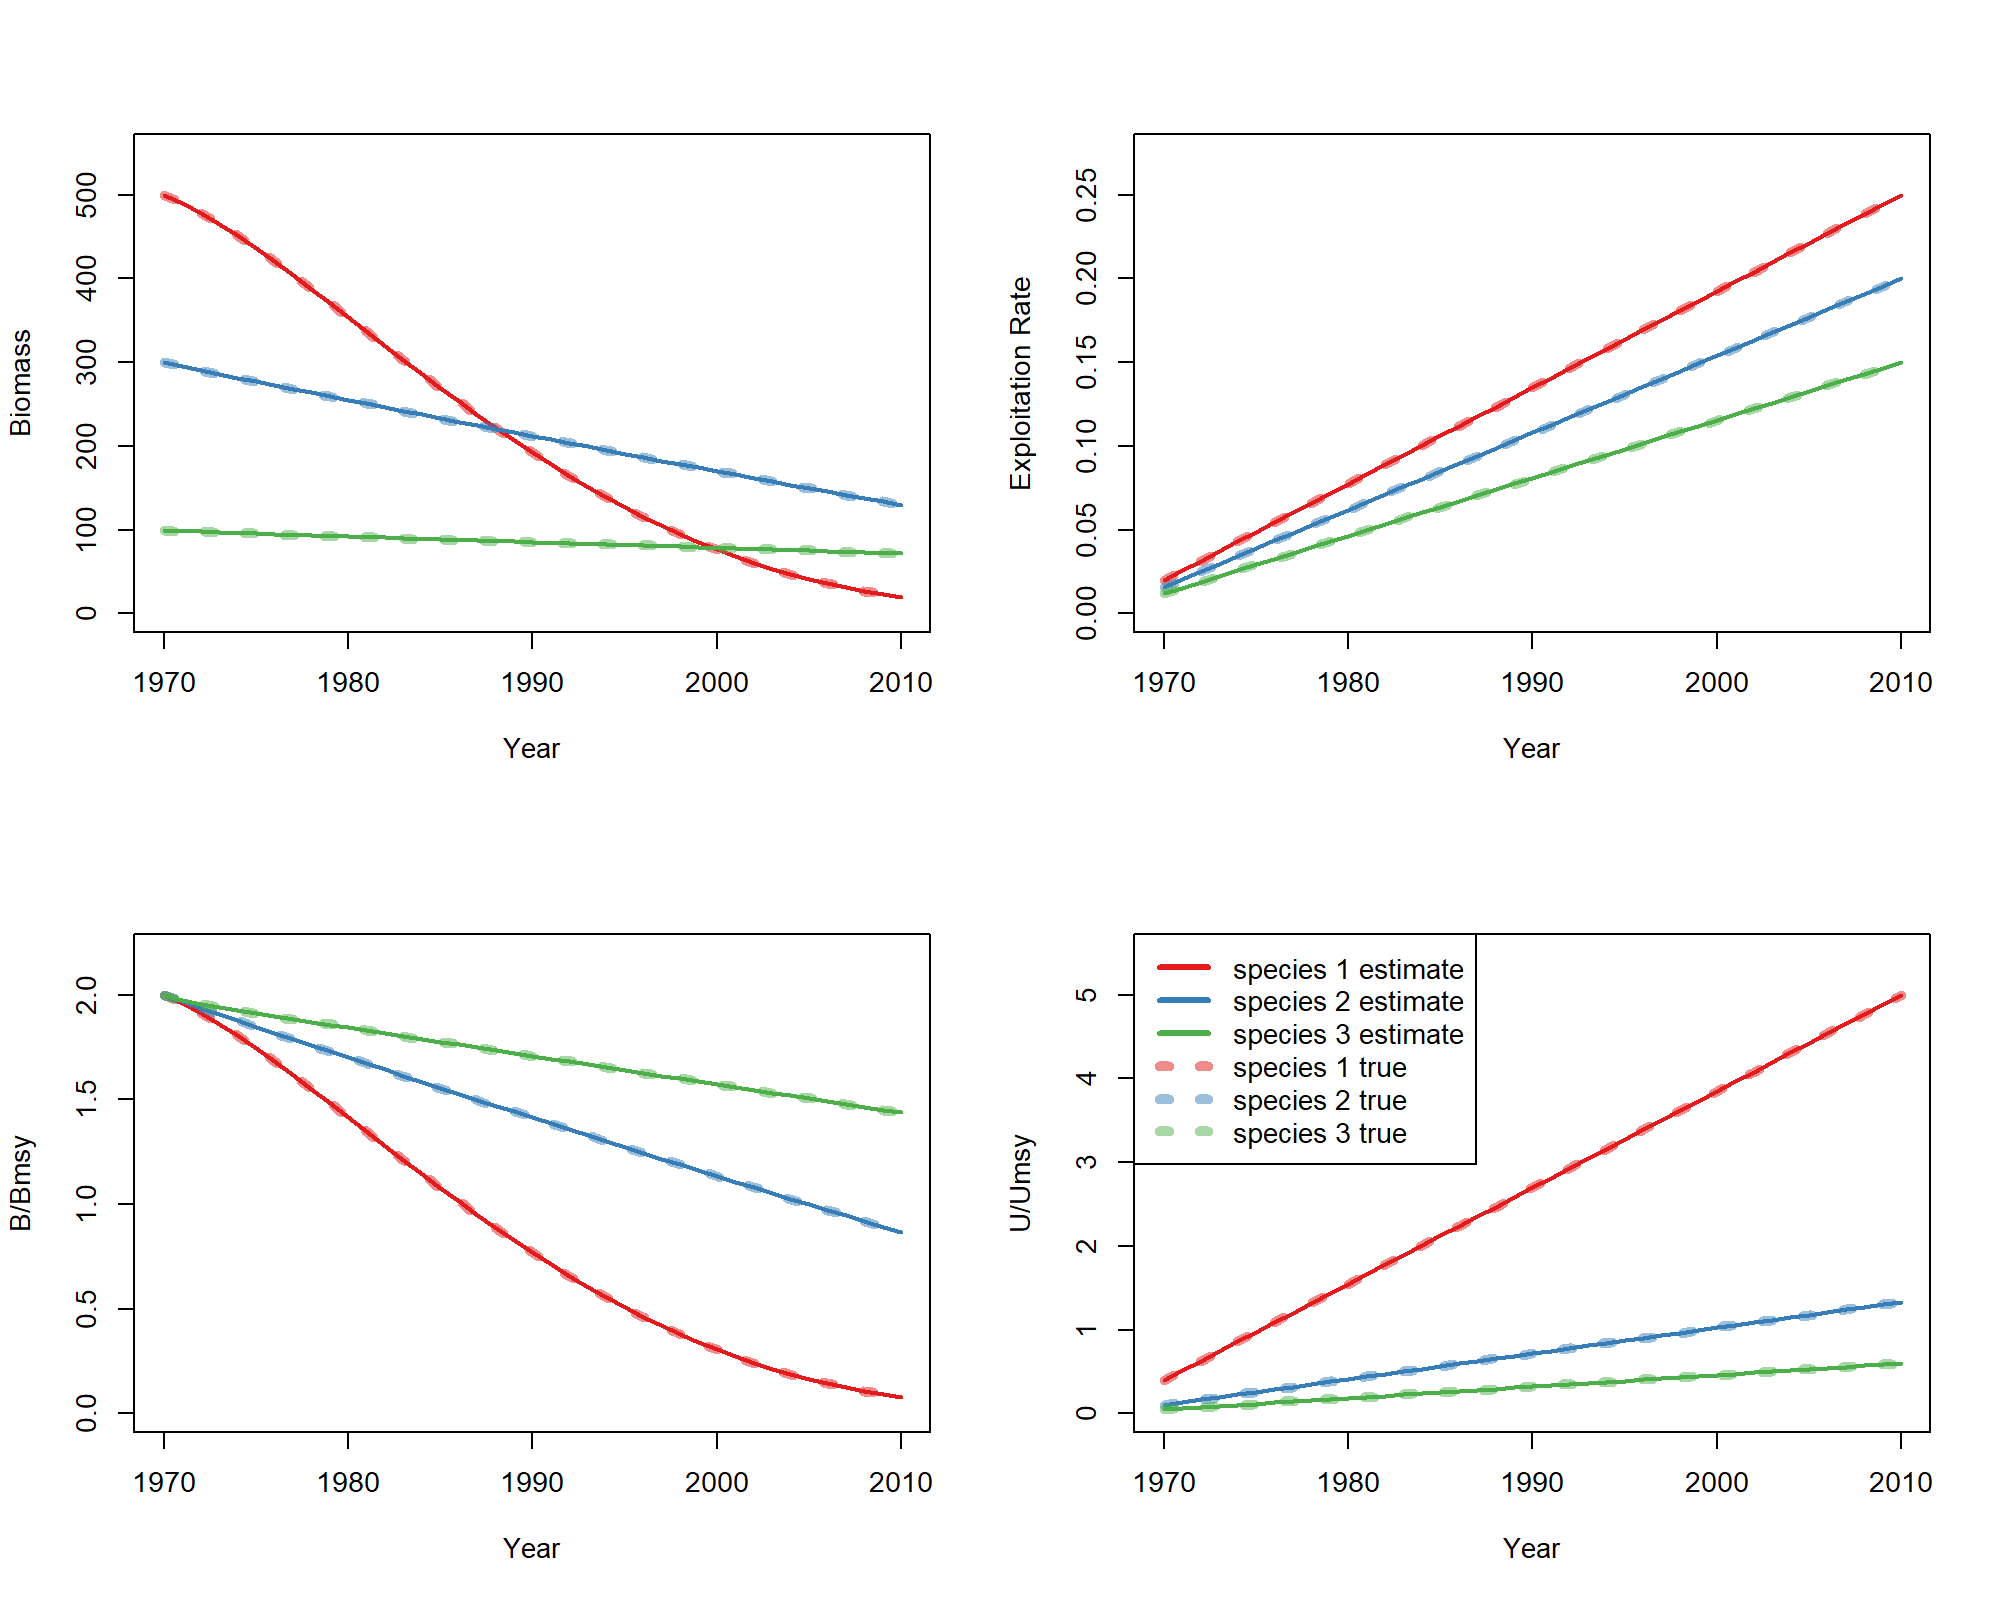 Biomass
500
400
300
200
100
0
1970 1980 1990 2000 2010
Year
Exploitation Rate
0.25
0.20
0.15
0.10
0.05
0.00
1970 1980 1990 2000 2010
Year
B/Bmsy
2.0
1.5
1.0
0.5
0.0
1970 1980 1990 2000 2010
Year
U/Umsy
5
4
3
2
1
0
species 1 estimate
species 2 estimate
species 3 estimate
species 1 true
species 2 true
species 3 true
1970 1980 1990 2000 2010
Year